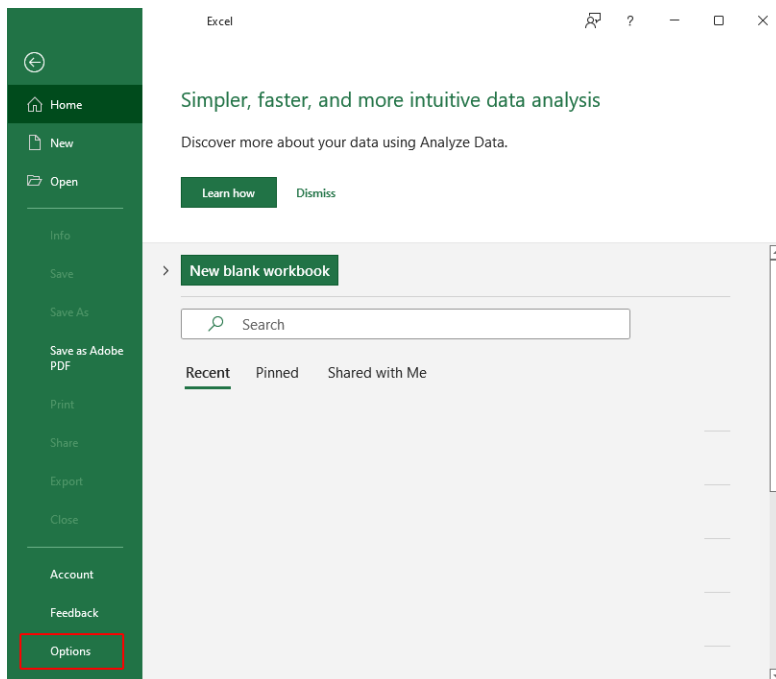 Excel
?
Home
New
Open
Info
Save
Save As
Save as Adobe
PDF
Print
Share
Export
Close
Account
Feedback
Options
Simpler, faster, and more intuitive data analysis
Discover more about your data using Analyze Data.
Learn how Dismiss
New blank workbook
Search
Recent Pinned Shared with Me